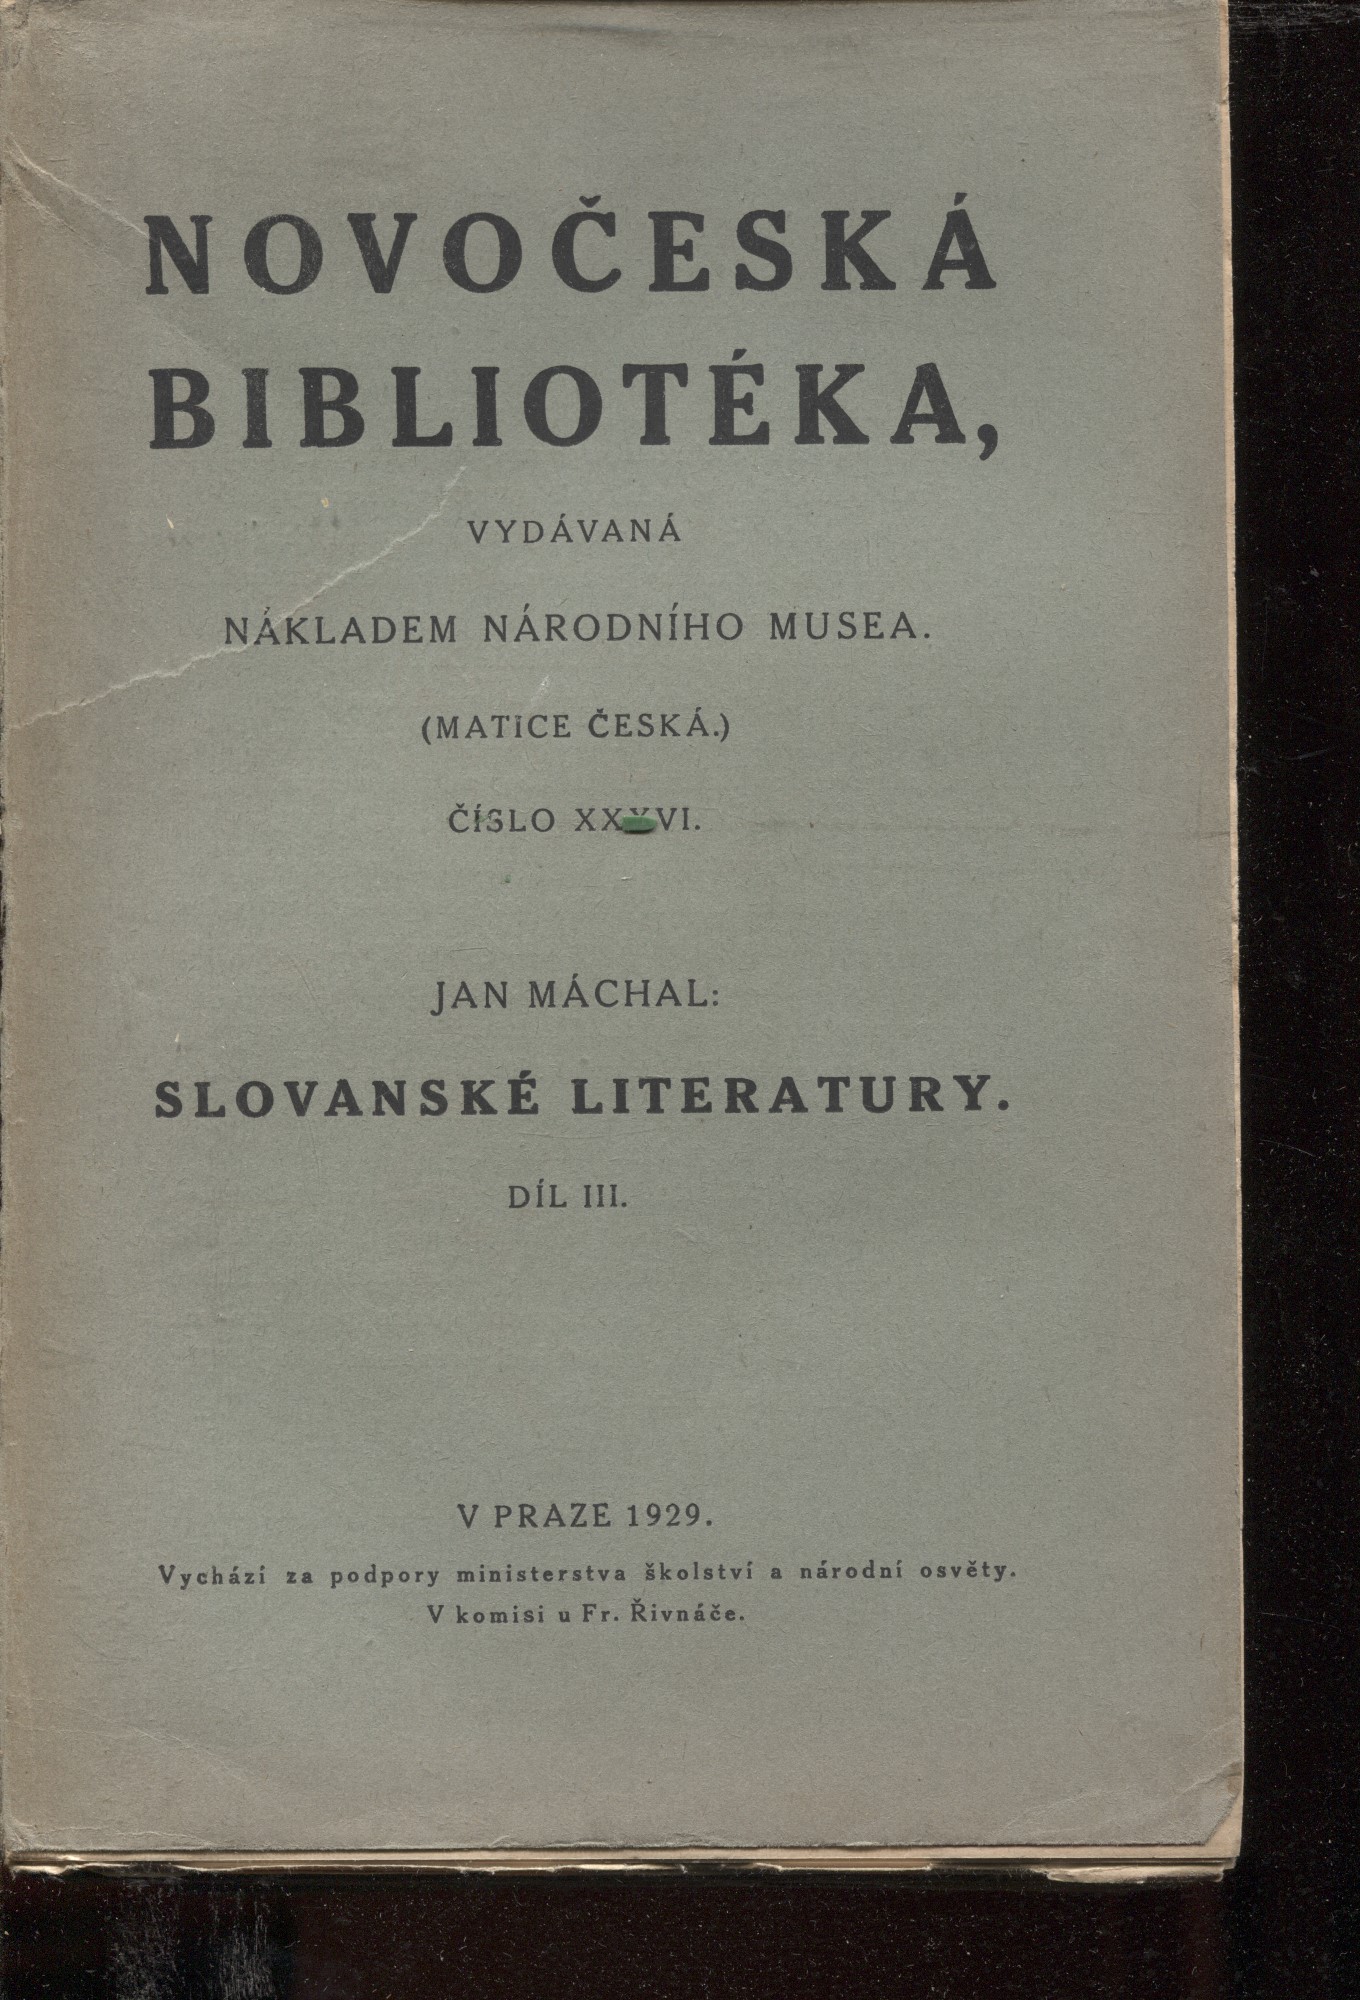 NOVOČESKÁ
BIBLIOTÉKA,
VYDÁVANÁ
NÁKLADEM NÁRODNÍHO MUSEA.
(MATICE ČESKÁ.)
ČÍSLO XXXVI.
JAN MÁCHAL:
SLOVANSKÉ LITERATURY.
DÍL III.
V PRAZE 1929.
Vychází za podpory ministerstva školství a národní osvěty.
V komisi u Fr. Řivnáče.